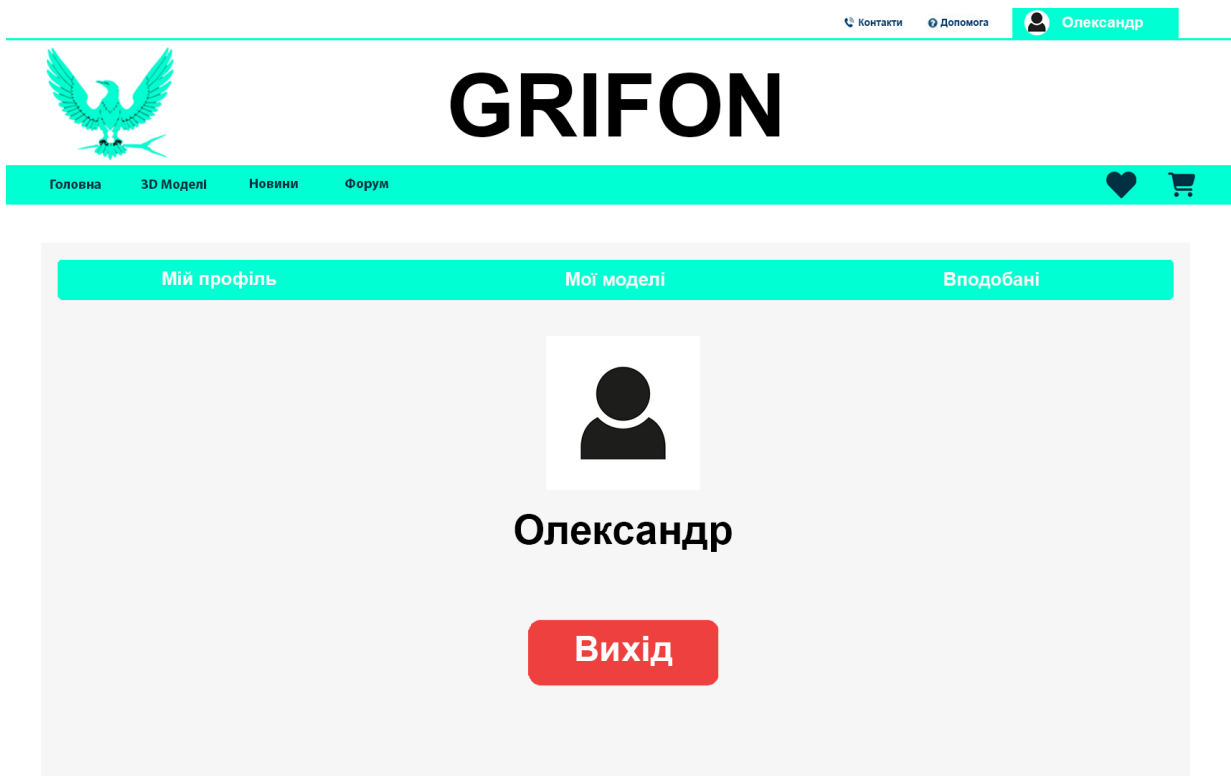 Контакти Допомога Олександр
GRIFON
Головна 3D Моделі Новини Форум
Мій профіль Мої моделі Вподобані
Олександр
Вихід